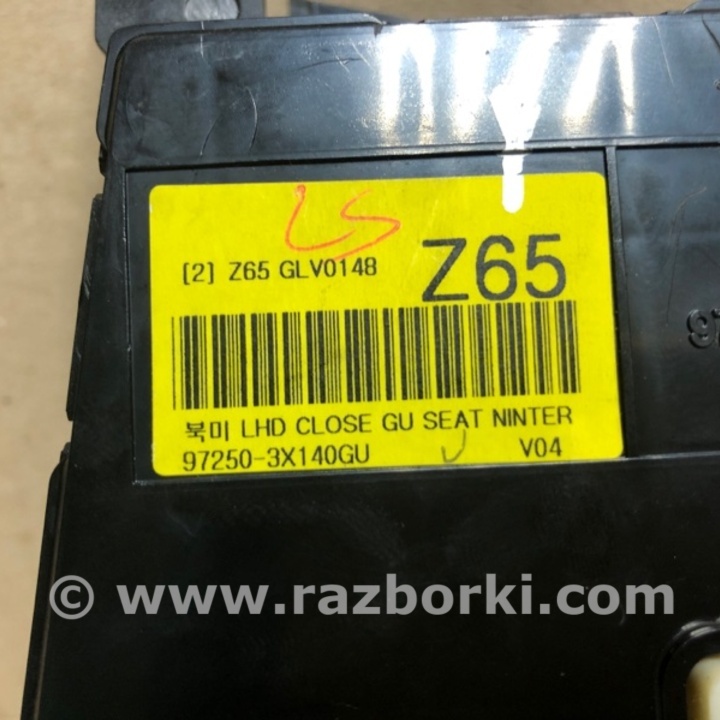 LS
[2] Z65 GLV0148 Z65
북미 LHD CLOSE GU SEAT NINTER
97250-3X140GU V04
© www.razborki.com